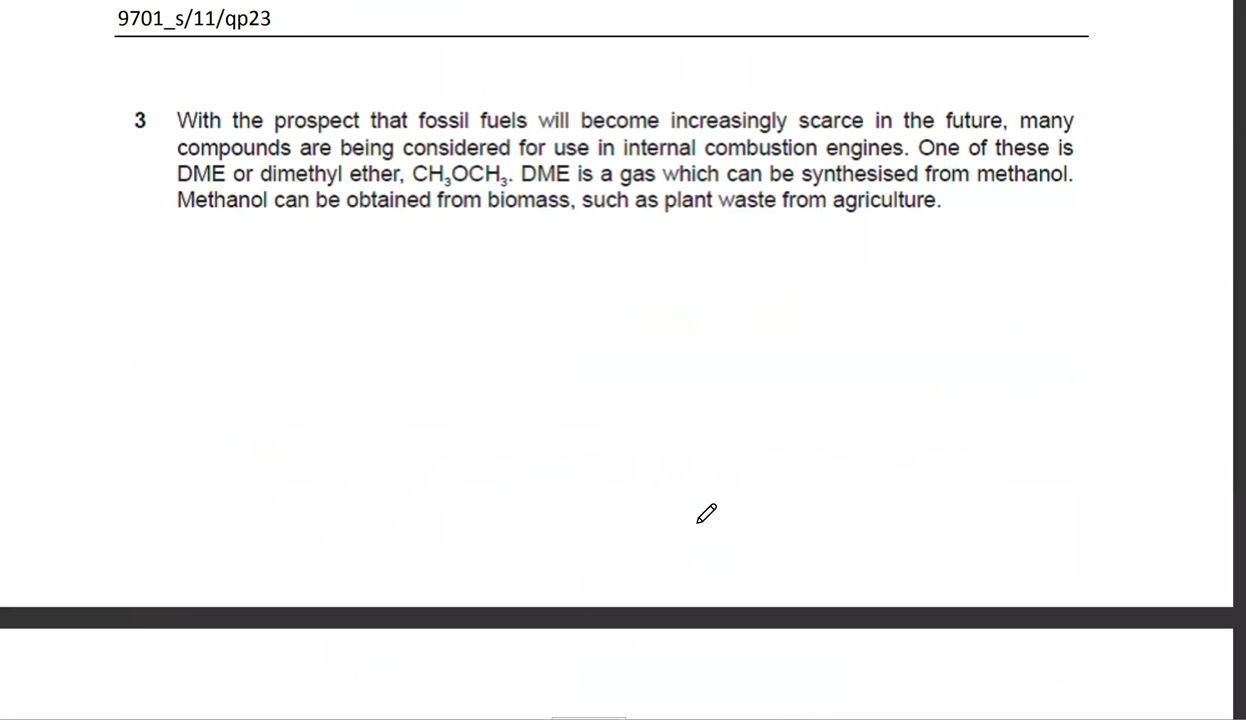 9701_s/11/qp23
3 With the prospect that fossil fuels will become increasingly scarce in the future, many
compounds are being considered for use in internal combustion engines. One of these is
DME or dimethyl ether, CH₃OCH₃. DME is a gas which can be synthesised from methanol.
Methanol can be obtained from biomass, such as plant waste from agriculture.